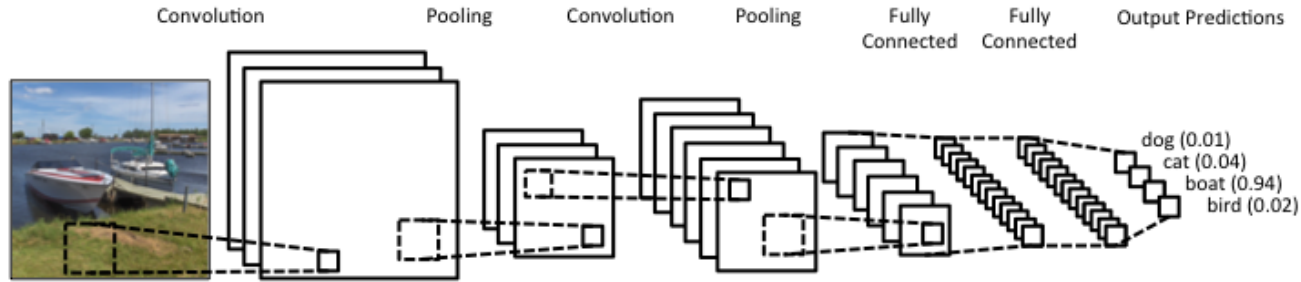 Convolution
Pooling
Convolution
Pooling
Fully
Connected
Fully
Connected
Output Predictions
dog (0.01)
cat (0.04)
boat (0.94)
bird (0.02)